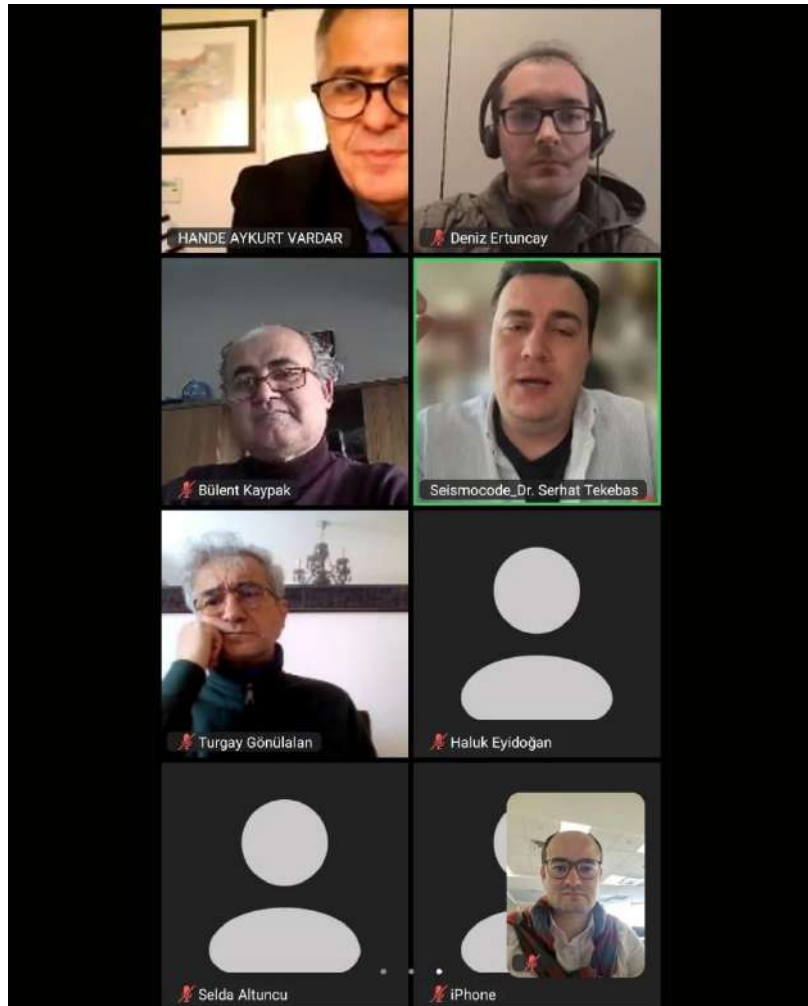 HANDE AYKURT VARDAR
Deniz Ertuncay
Bülent Kaypak
Seismocode_Dr. Serhat Tekebas
Turgay Gönülalan
Haluk Eyidoğan
Selda Altuncu
iPhone